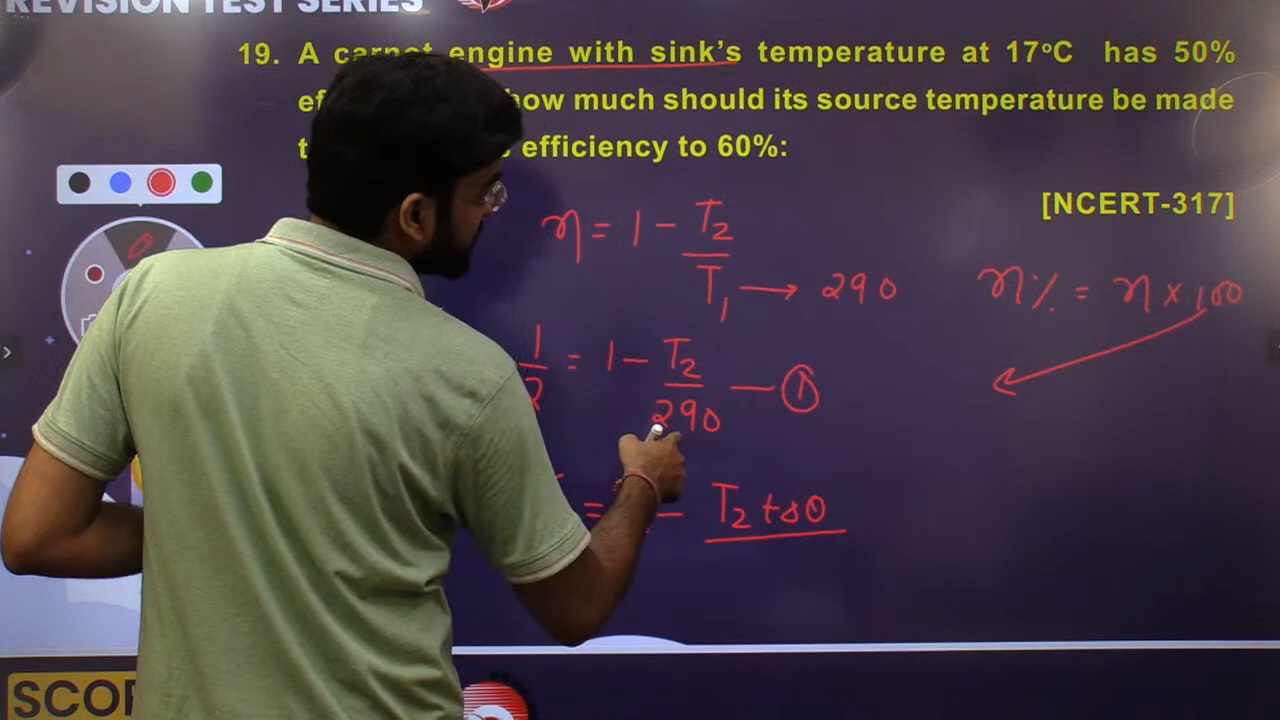 REVISION TEST SERIES
19. A carnot engine with sink's temperature at 17°C has 50%
how much should its source temperature be made
efficiency to 60%:
[NCERT-317]
η = 1 - T₂/T₁ → 290
η% = η × 100
1/2 = 1 - T₂/290 — ①
= - T₂ + Δθ
SCOR